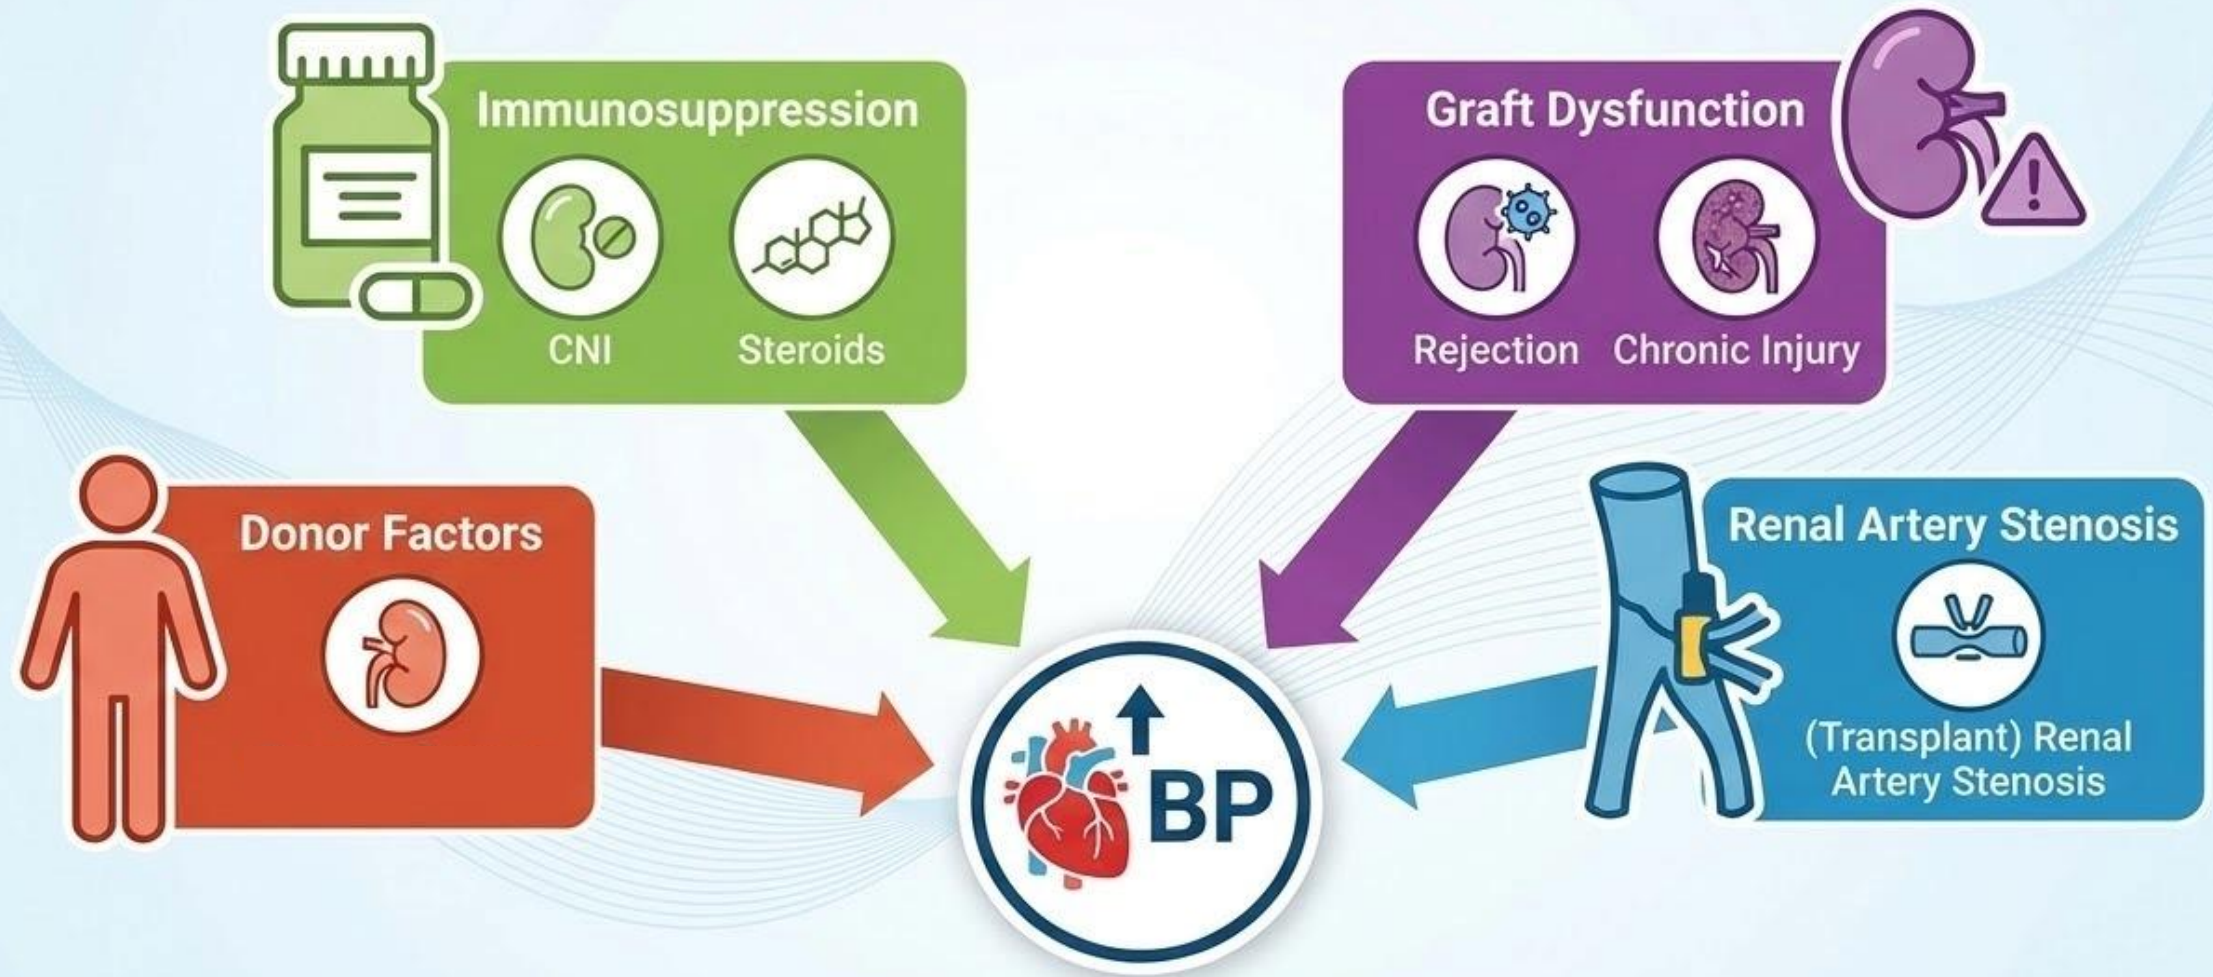 Immunosuppression
CNI
Steroids
Graft Dysfunction
Rejection
Chronic Injury
Donor Factors
Renal Artery Stenosis
(Transplant) Renal
Artery Stenosis
BP